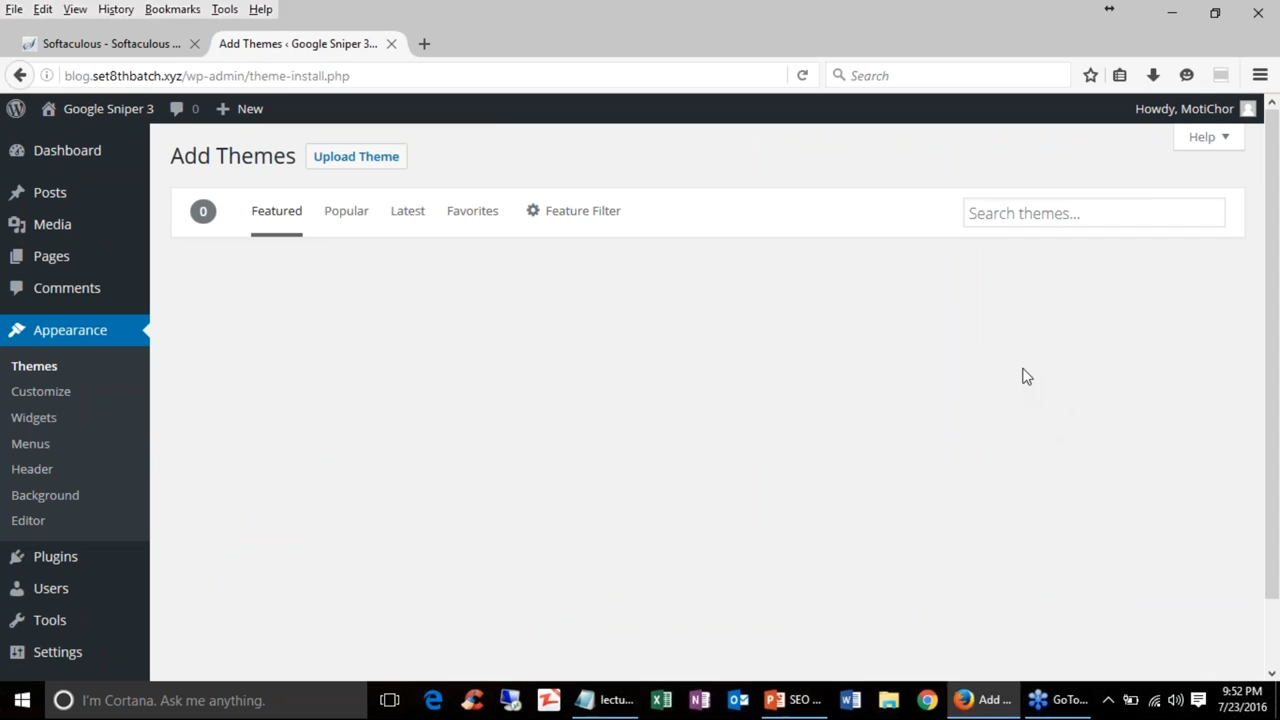 File Edit View History Bookmarks Tools Help
Softaculous - Softaculous ...
Add Themes ‹ Google Sniper 3...
blog.set8thbatch.xyz/wp-admin/theme-install.php
Search
Google Sniper 3 0 New
Howdy, MotiChor
Help
Add Themes Upload Theme
0 Featured Popular Latest Favorites Feature Filter
Search themes...
Dashboard
Posts
Media
Pages
Comments
Appearance
Themes
Customize
Widgets
Menus
Header
Background
Editor
Plugins
Users
Tools
Settings
I'm Cortana. Ask me anything.
lectu...
SEO ...
Add ...
GoTo...
9:52 PM
7/23/2016